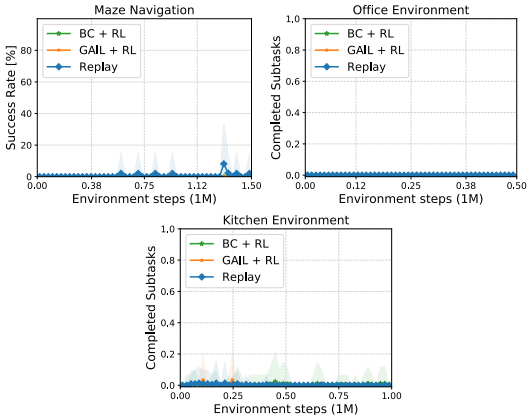 Maze Navigation
Success Rate [%]
80
60
40
20
0
BC + RL
GAIL + RL
Replay
0.00 0.38 0.75 1.12 1.50
Environment steps (1M)
Office Environment
Completed Subtasks
1.0
0.8
0.6
0.4
0.2
0.0
BC + RL
GAIL + RL
Replay
0.00 0.12 0.25 0.38 0.50
Environment steps (1M)
Kitchen Environment
Completed Subtasks
1.0
0.8
0.6
0.4
0.2
0.0
BC + RL
GAIL + RL
Replay
0.00 0.25 0.50 0.75 1.00
Environment steps (1M)